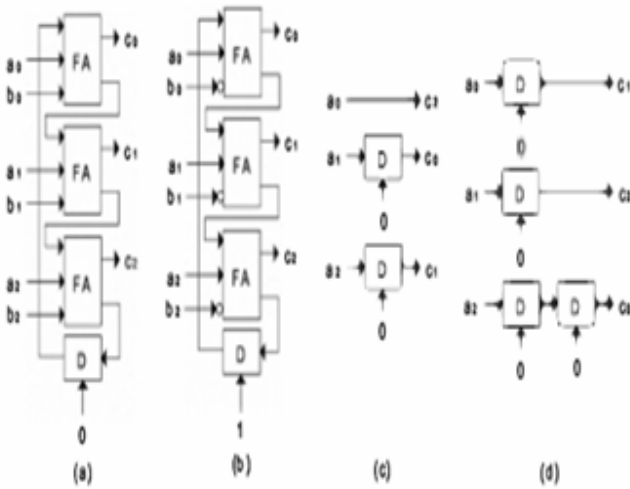 c₀
a₀ FA
b₀
c₁
a₁ FA
b₁
c₂
a₂ FA
b₂
D
0
(a)
c₀
a₀ FA
b₀
c₁
a₁ FA
b₁
c₂
a₂ FA
b₂
D
1
(b)
a₀ c₂
a₁ D c₀
0
a₂ D c₁
0
(c)
a₀ D c₁
0
a₁ D c₂
0
a₂ D D c₀
0 0
(d)